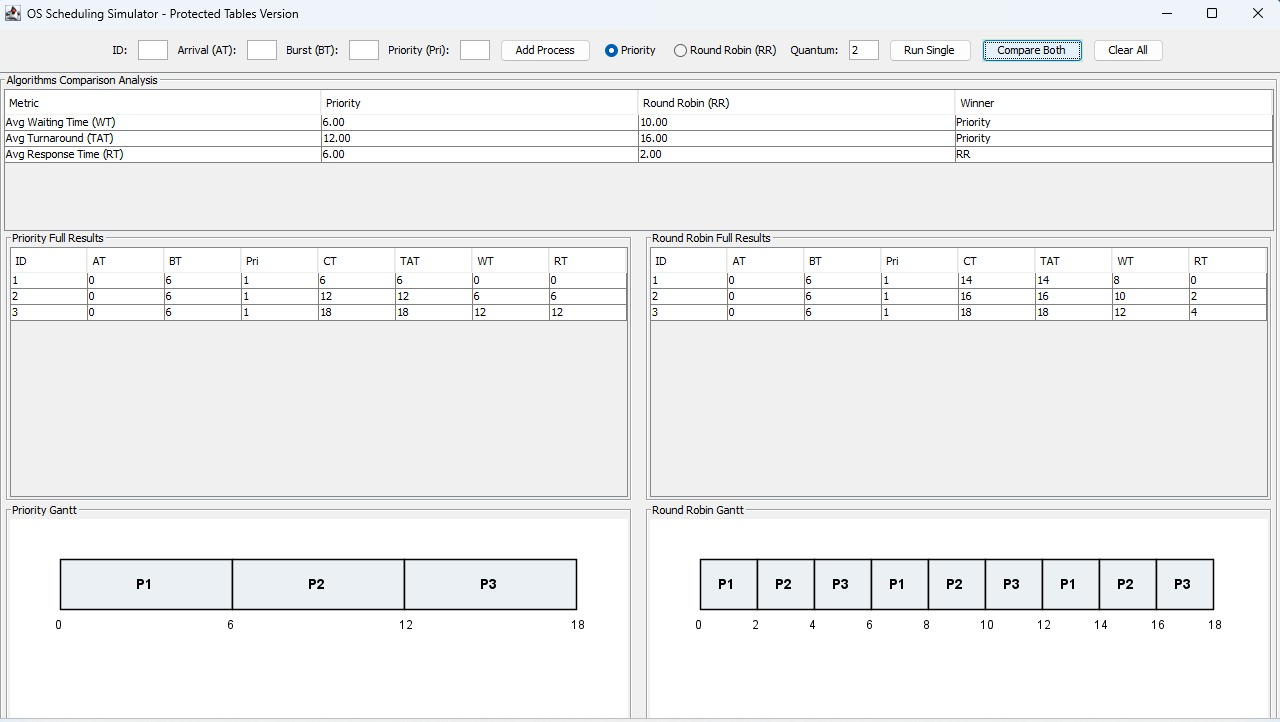 OS Scheduling Simulator - Protected Tables Version
ID: Arrival (AT): Burst (BT): Priority (Pri): Add Process Priority Round Robin (RR) Quantum: 2 Run Single Compare Both Clear All
Algorithms Comparison Analysis
Metric Priority Round Robin (RR) Winner
Avg Waiting Time (WT) 6.00 10.00 Priority
Avg Turnaround (TAT) 12.00 16.00 Priority
Avg Response Time (RT) 6.00 2.00 RR
Priority Full Results
ID AT BT Pri CT TAT WT RT
1 0 6 1 6 6 0 0
2 0 6 1 12 12 6 6
3 0 6 1 18 18 12 12
Round Robin Full Results
ID AT BT Pri CT TAT WT RT
1 0 6 1 14 14 8 0
2 0 6 1 16 16 10 2
3 0 6 1 18 18 12 4
Priority Gantt
P1 P2 P3
0 6 12 18
Round Robin Gantt
P1 P2 P3 P1 P2 P3 P1 P2 P3
0 2 4 6 8 10 12 14 16 18